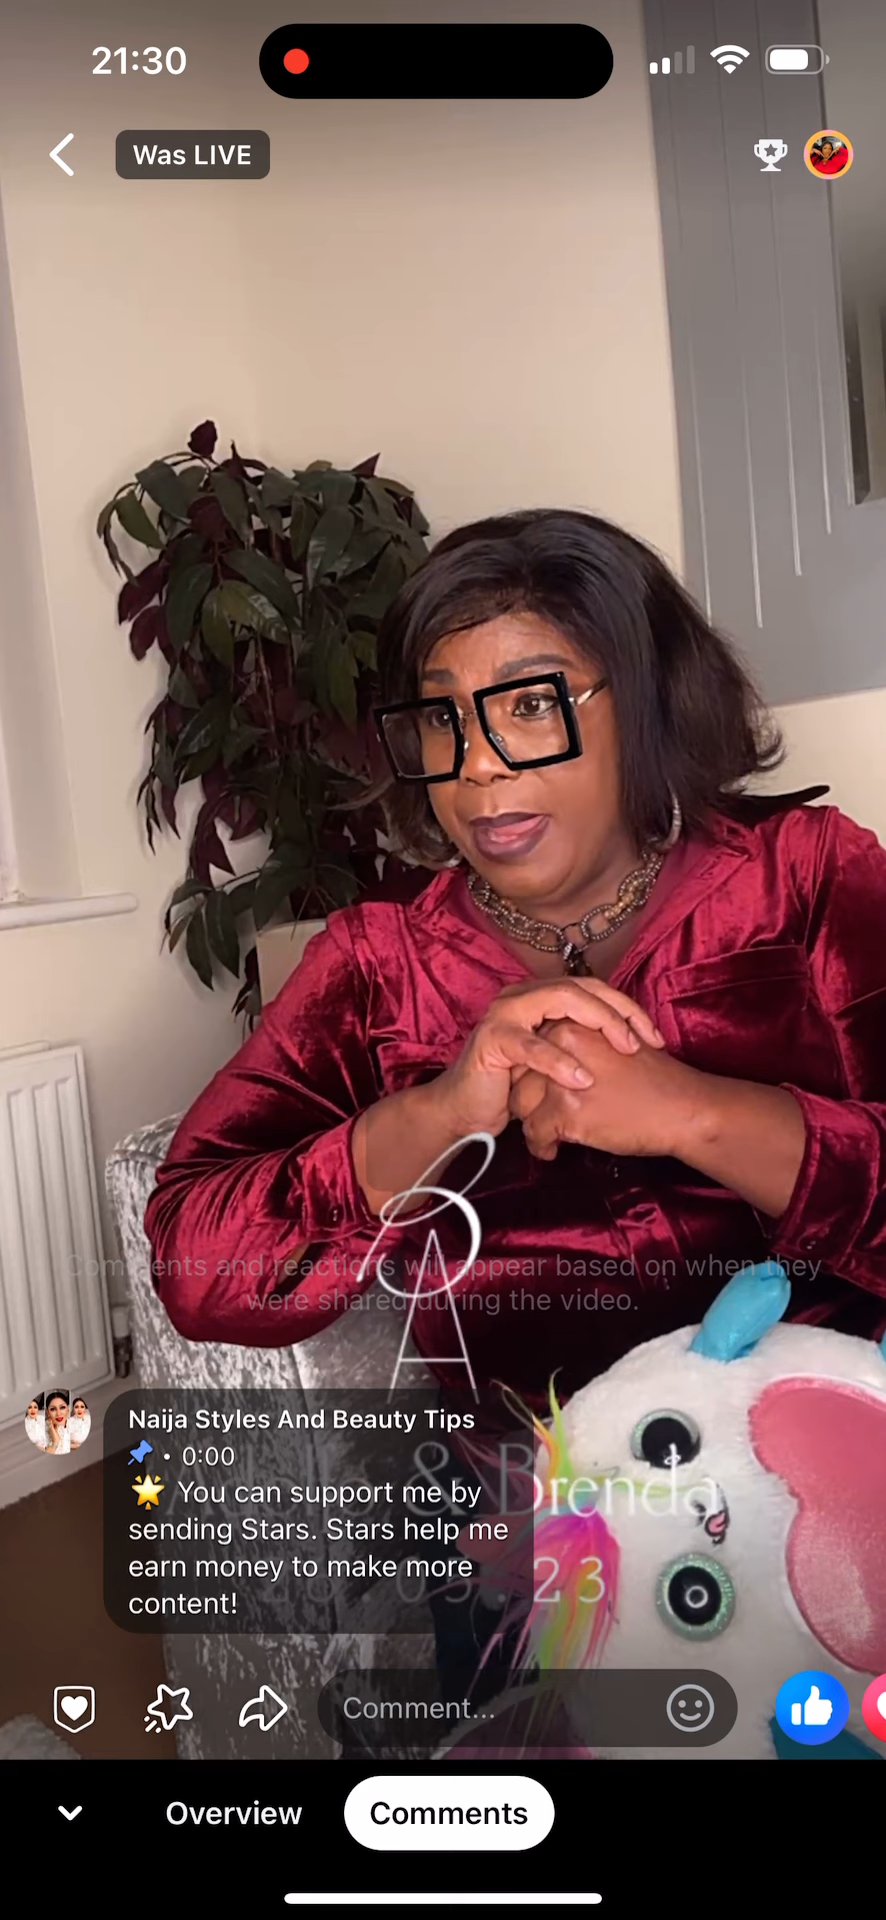 21:30
Was LIVE
Comments and reactions will appear based on when they
were shared during the video.
Naija Styles And Beauty Tips
• 0:00
🌟 You can support me by
sending Stars. Stars help me
earn money to make more
content!
& Brenda
23
Comment...
Overview
Comments